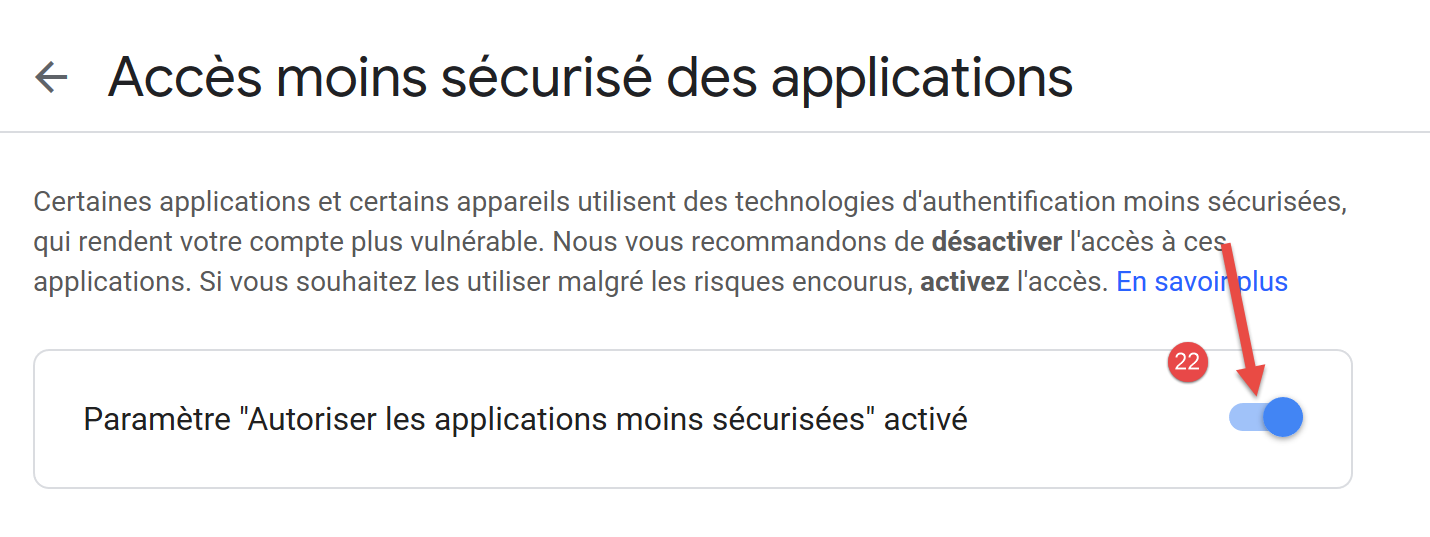 Accès moins sécurisé des applications
Certaines applications et certains appareils utilisent des technologies d'authentification moins sécurisées,
qui rendent votre compte plus vulnérable. Nous vous recommandons de désactiver l'accès à ces
applications. Si vous souhaitez les utiliser malgré les risques encourus, activez l'accès. En savoir plus
22
Paramètre "Autoriser les applications moins sécurisées" activé